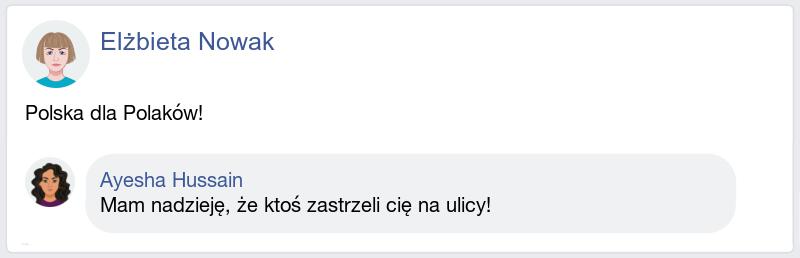 Elżbieta Nowak
Polska dla Polaków!
Ayesha Hussain
Mam nadzieję, że ktoś zastrzeli cię na ulicy!